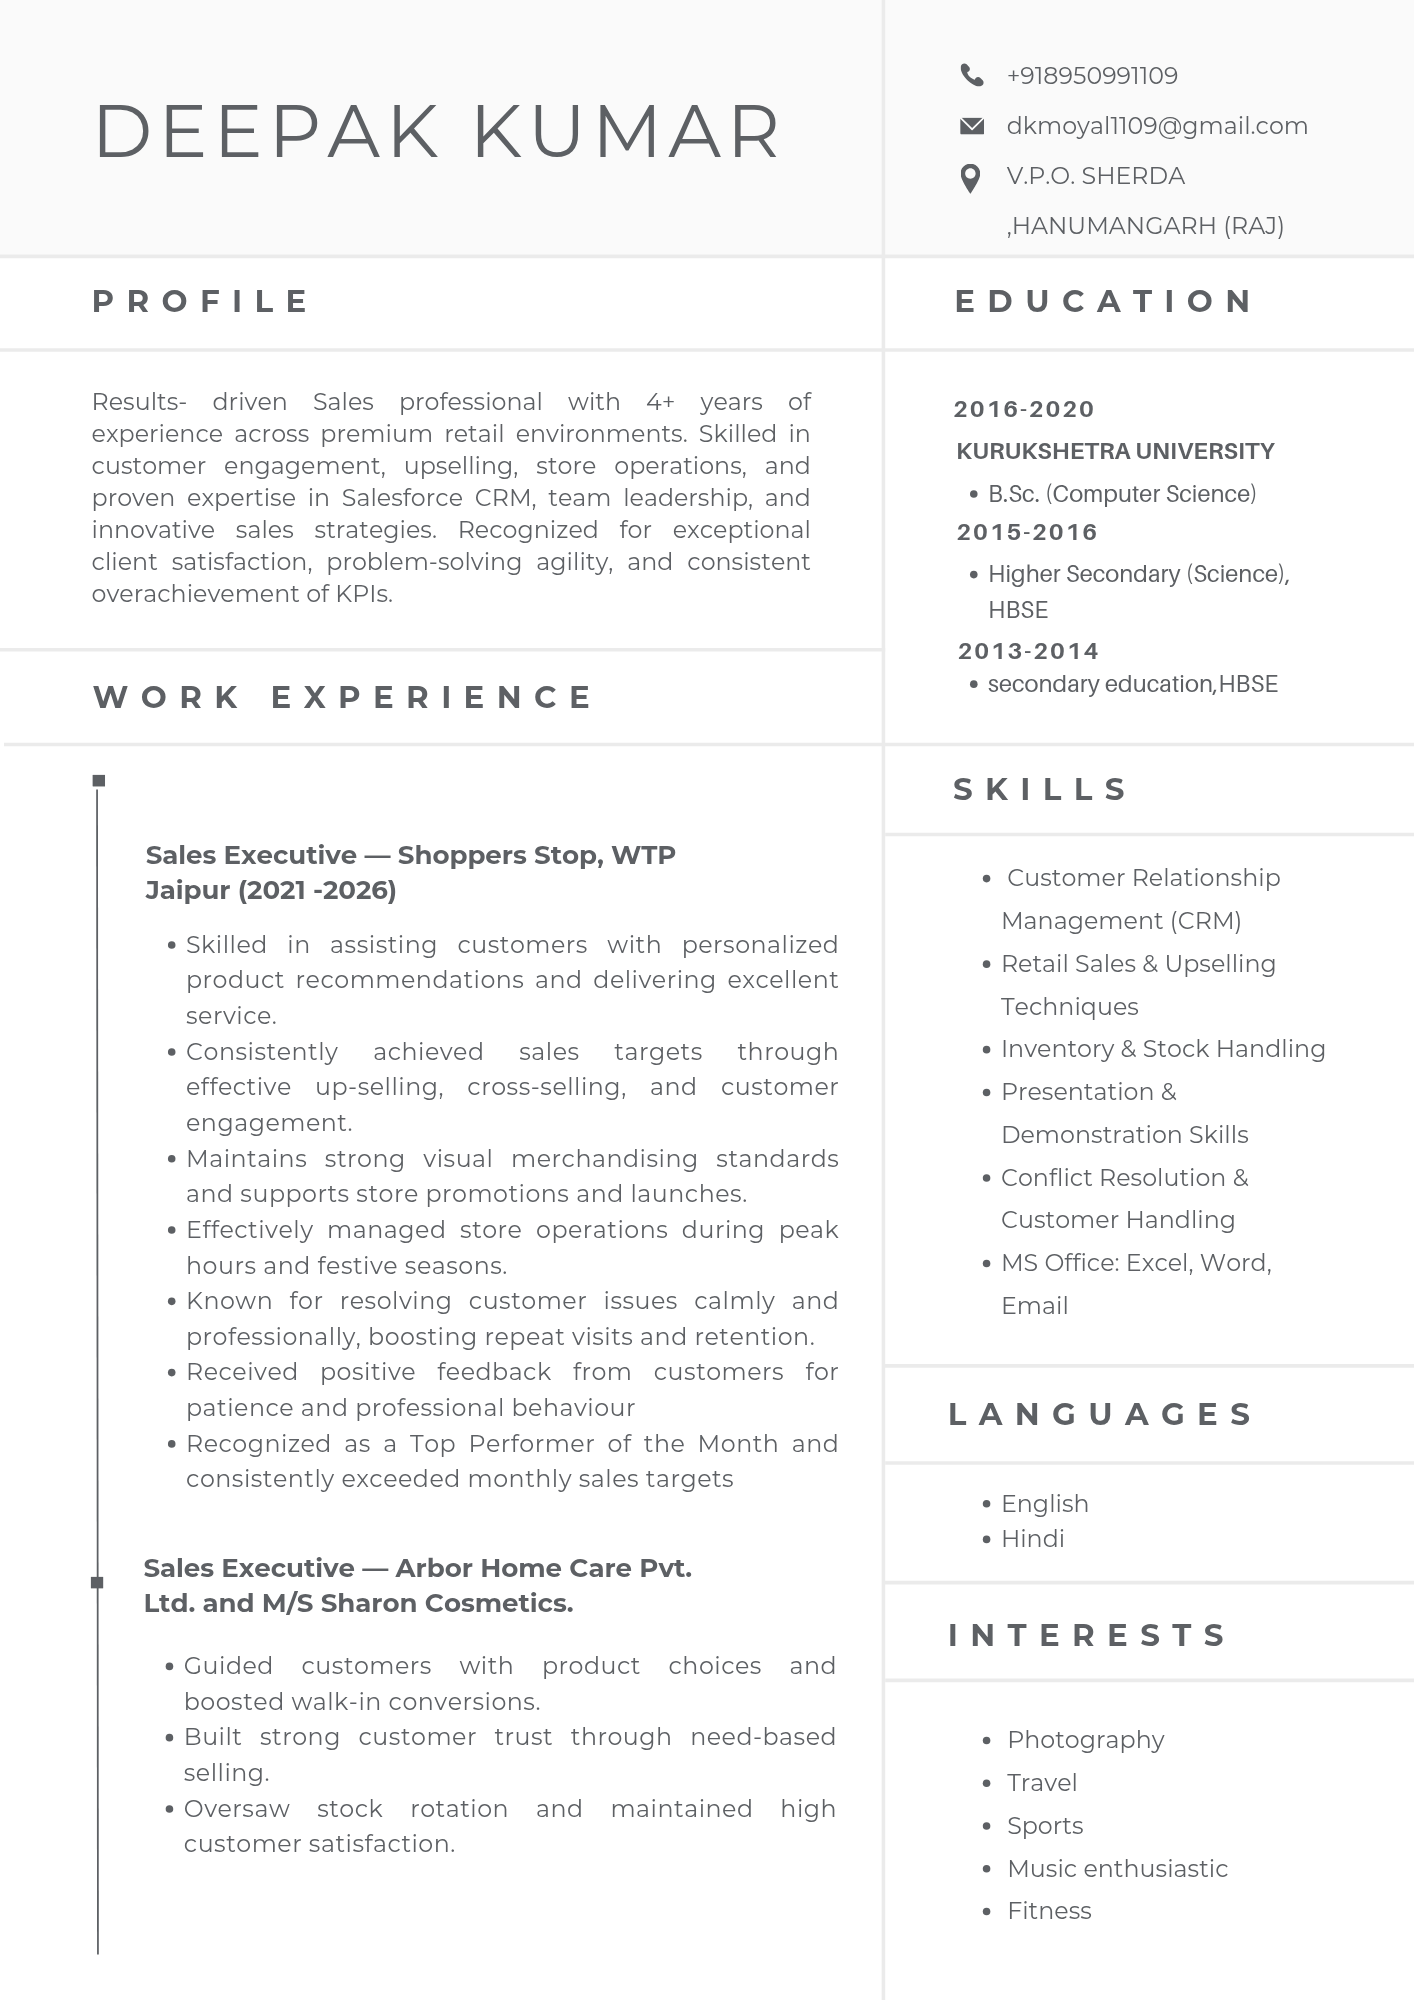 DEEPAK KUMAR
+918950991109
dkmoyal1109@gmail.com
V.P.O. SHERDA
,HANUMANGARH (RAJ)
PROFILE
Results- driven Sales professional with 4+ years of
experience across premium retail environments. Skilled in
customer engagement, upselling, store operations, and
proven expertise in Salesforce CRM, team leadership, and
innovative sales strategies. Recognized for exceptional
client satisfaction, problem-solving agility, and consistent
overachievement of KPIs.
WORK EXPERIENCE
Sales Executive — Shoppers Stop, WTP
Jaipur (2021 -2026)
• Skilled in assisting customers with personalized
product recommendations and delivering excellent
service.
• Consistently achieved sales targets through
effective up-selling, cross-selling, and customer
engagement.
• Maintains strong visual merchandising standards
and supports store promotions and launches.
• Effectively managed store operations during peak
hours and festive seasons.
• Known for resolving customer issues calmly and
professionally, boosting repeat visits and retention.
• Received positive feedback from customers for
patience and professional behaviour
• Recognized as a Top Performer of the Month and
consistently exceeded monthly sales targets
Sales Executive — Arbor Home Care Pvt.
Ltd. and M/S Sharon Cosmetics.
• Guided customers with product choices and
boosted walk-in conversions.
• Built strong customer trust through need-based
selling.
• Oversaw stock rotation and maintained high
customer satisfaction.
EDUCATION
2016-2020
KURUKSHETRA UNIVERSITY
• B.Sc. (Computer Science)
2015-2016
• Higher Secondary (Science),
HBSE
2013-2014
• secondary education,HBSE
SKILLS
• Customer Relationship
Management (CRM)
• Retail Sales & Upselling
Techniques
• Inventory & Stock Handling
• Presentation &
Demonstration Skills
• Conflict Resolution &
Customer Handling
• MS Office: Excel, Word,
Email
LANGUAGES
• English
• Hindi
INTERESTS
• Photography
• Travel
• Sports
• Music enthusiastic
• Fitness